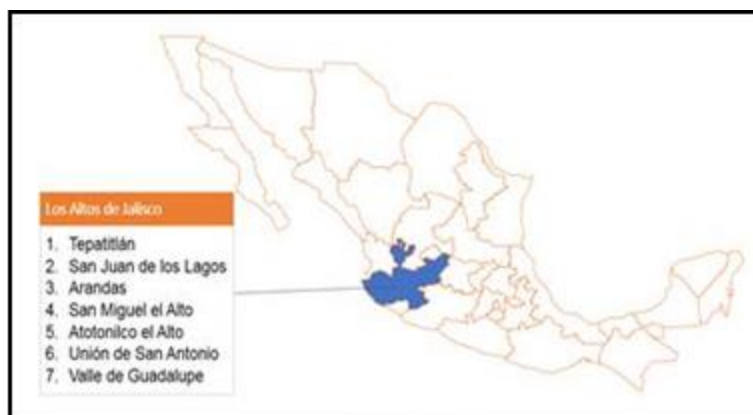 Los Altos de Jalisco
1. Tepatitlán
2. San Juan de los Lagos
3. Arandas
4. San Miguel el Alto
5. Atotonilco el Alto
6. Unión de San Antonio
7. Valle de Guadalupe